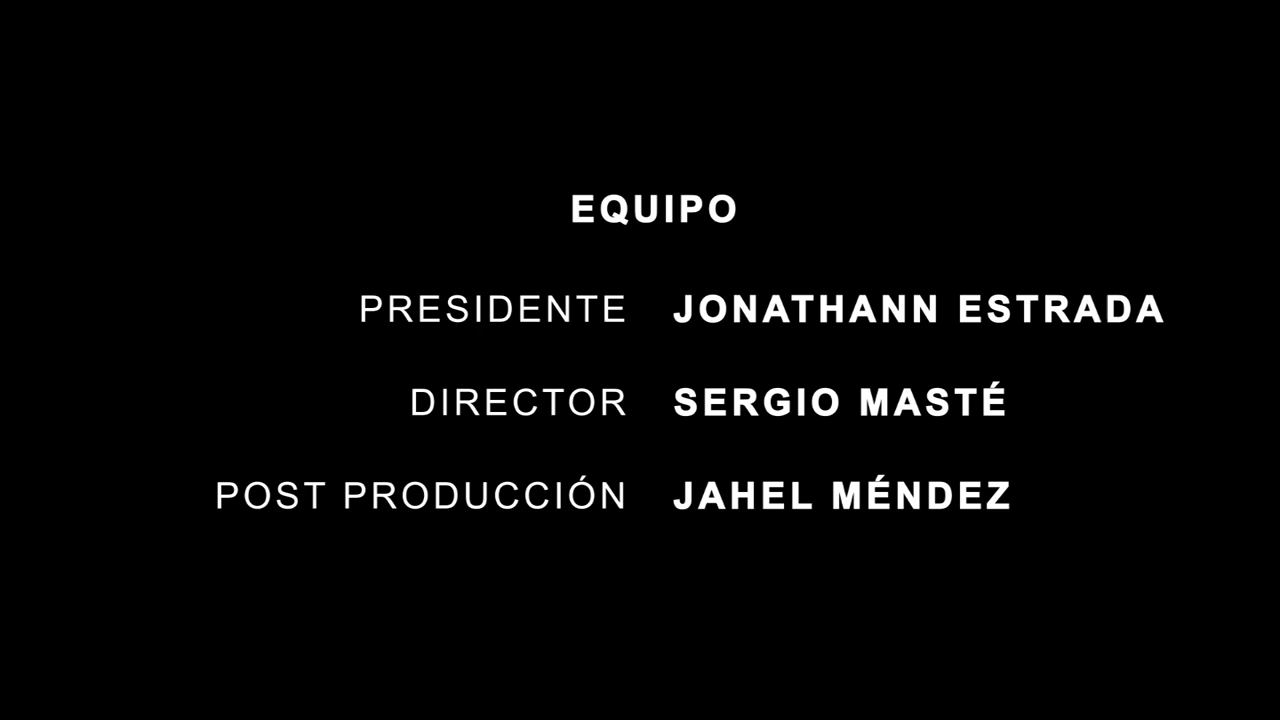 EQUIPO
PRESIDENTE JONATHANN ESTRADA
DIRECTOR SERGIO MASTÉ
POST PRODUCCIÓN JAHEL MÉNDEZ